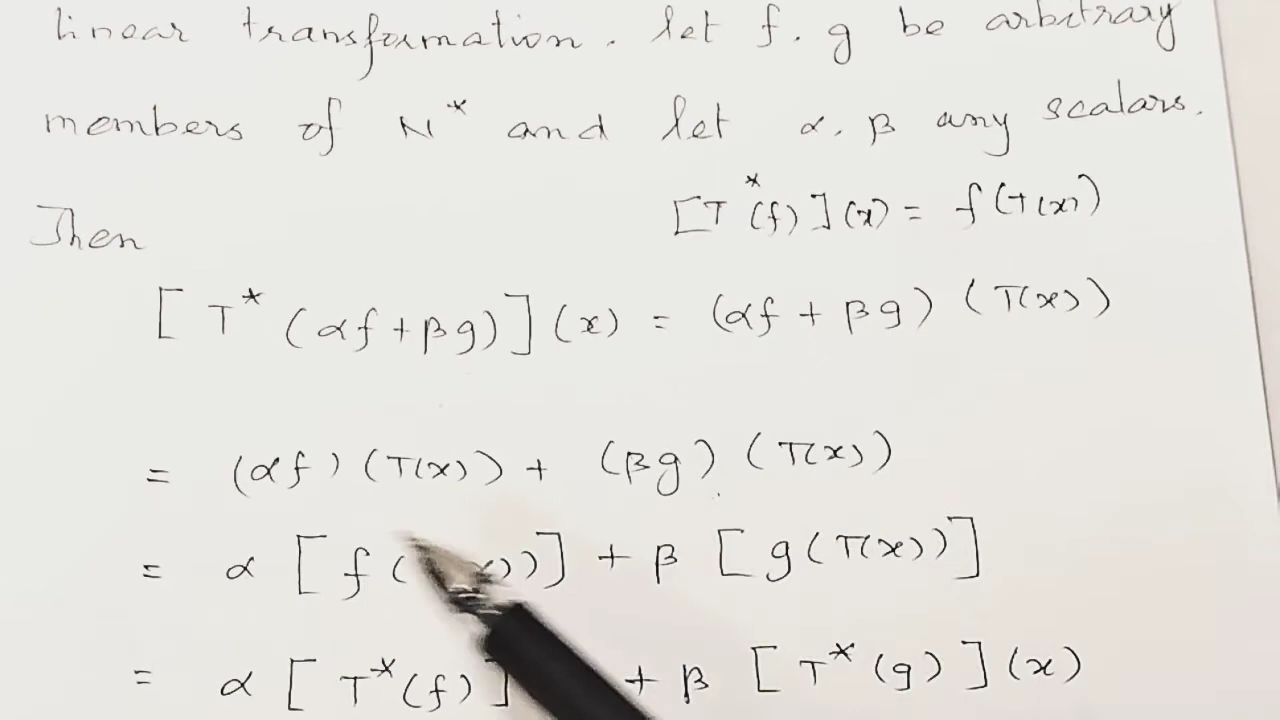 linear transformation. let f, g be arbitrary
members of N* and let α, β any scalars.
[T*(f)](x) = f(T(x))
Then
[T*(αf+βg)](x) = (αf + βg) (T(x))
= (αf) (T(x)) + (βg) (T(x))
= α [f( x))] + β [g(T(x))]
= α [T*(f)] + β [T*(g)](x)